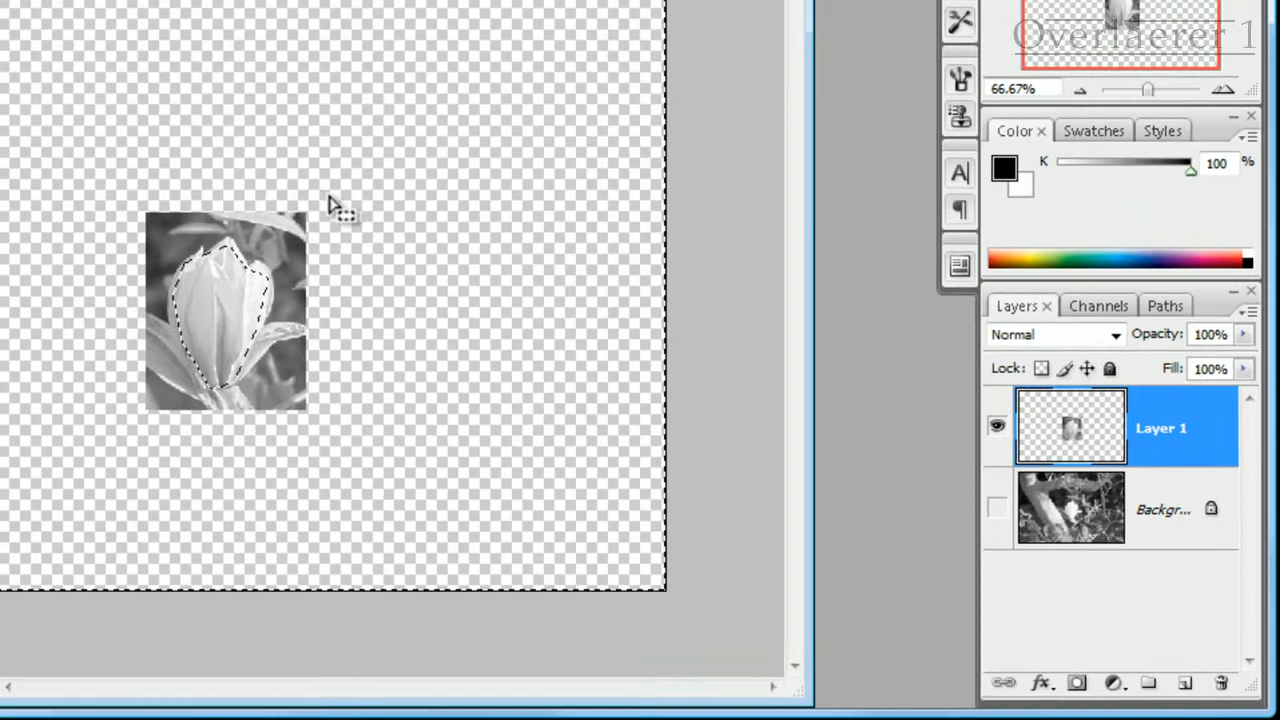 Overlaerer 1
66.67%
Color Swatches Styles
K 100 %
Layers Channels Paths
Normal Opacity: 100%
Lock: Fill: 100%
Layer 1
Backgr...